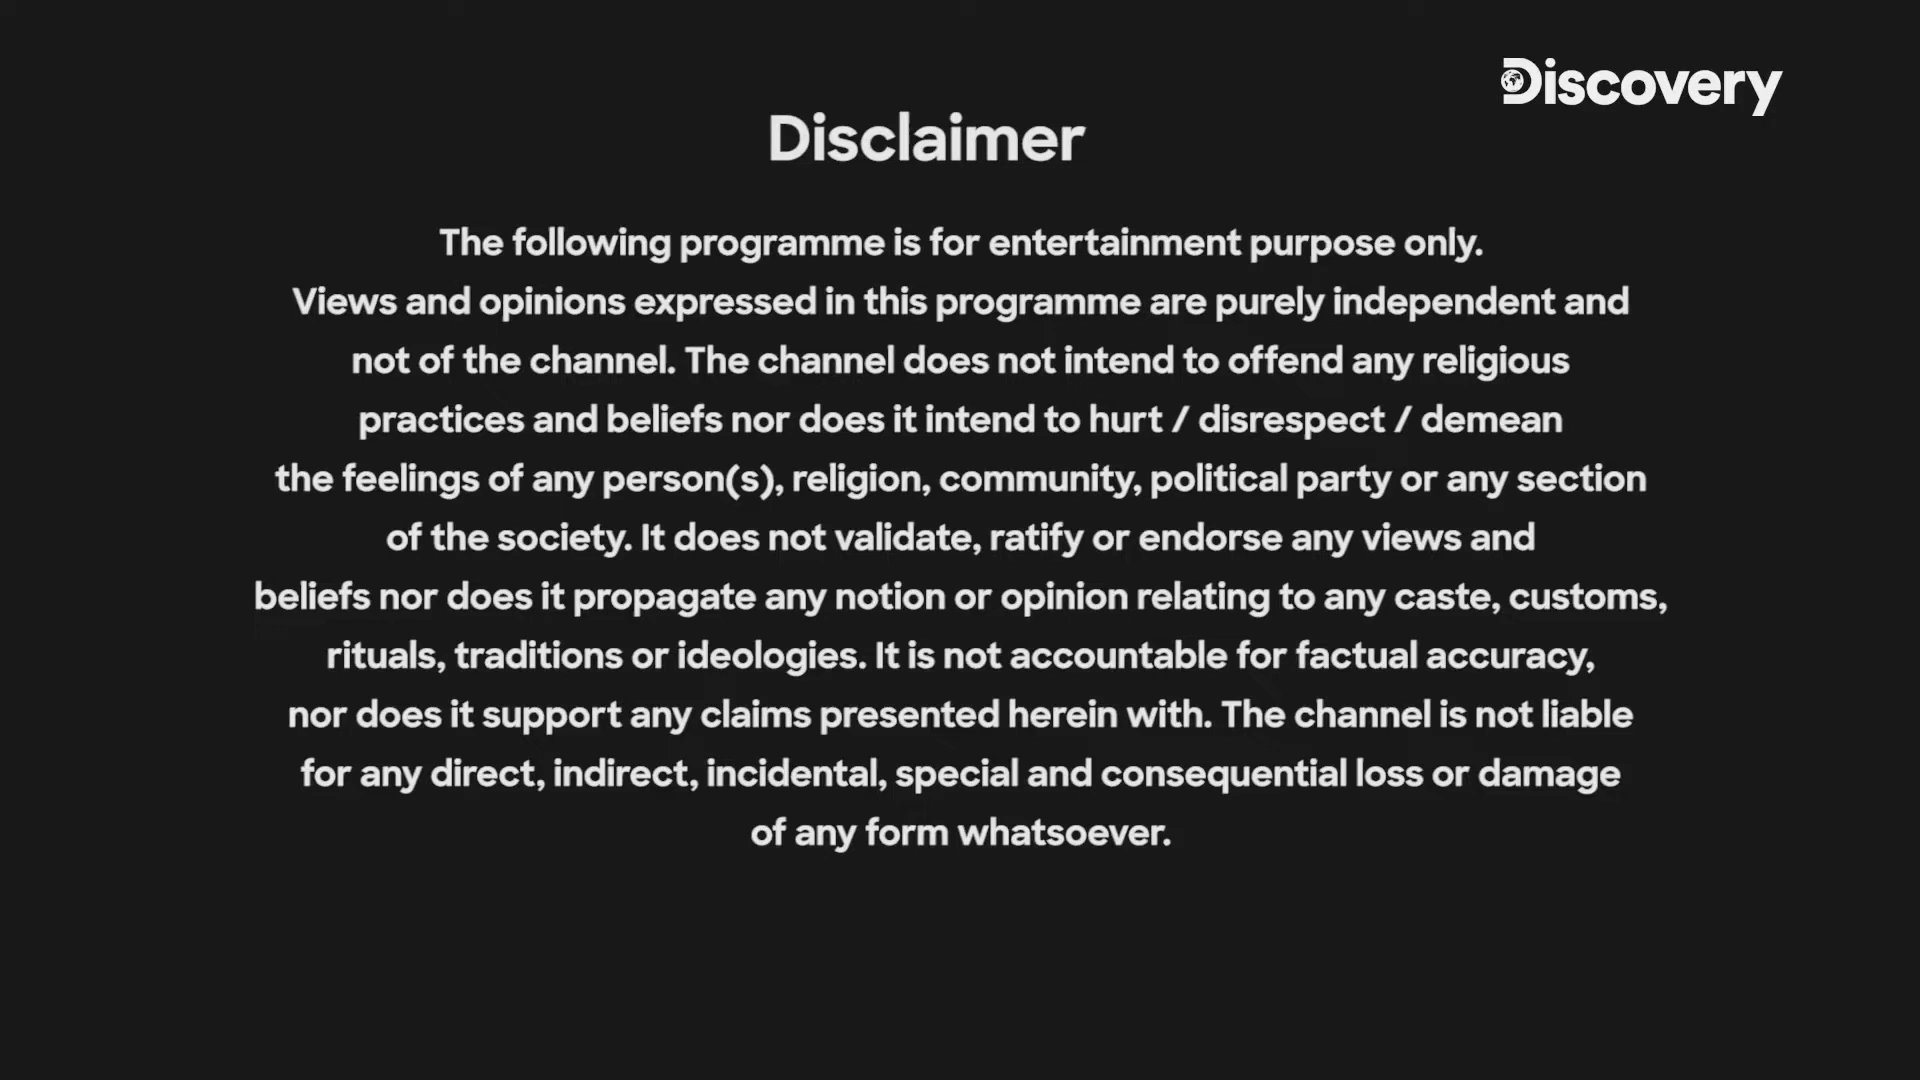 Discovery
Disclaimer
The following programme is for entertainment purpose only.
Views and opinions expressed in this programme are purely independent and
not of the channel. The channel does not intend to offend any religious
practices and beliefs nor does it intend to hurt / disrespect / demean
the feelings of any person(s), religion, community, political party or any section
of the society. It does not validate, ratify or endorse any views and
beliefs nor does it propagate any notion or opinion relating to any caste, customs,
rituals, traditions or ideologies. It is not accountable for factual accuracy,
nor does it support any claims presented herein with. The channel is not liable
for any direct, indirect, incidental, special and consequential loss or damage
of any form whatsoever.